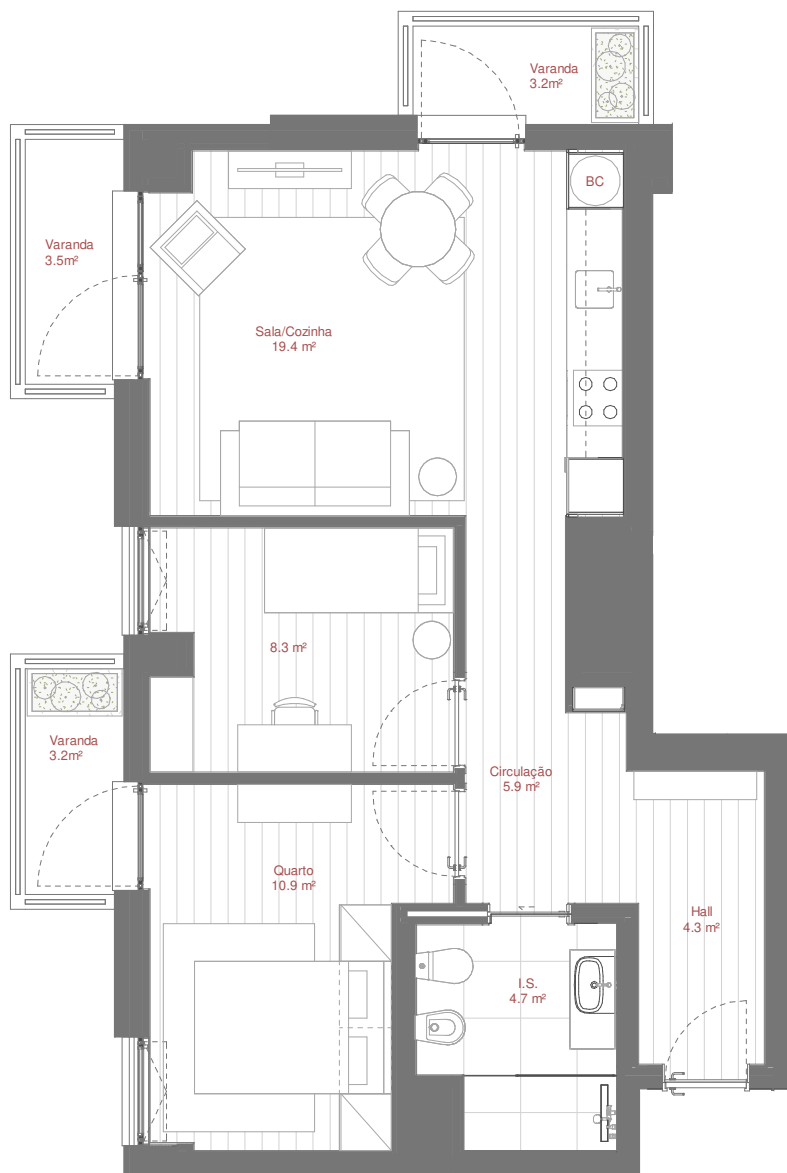 Varanda
3.2m²
BC
Varanda
3.5m²
Sala/Cozinha
19.4 m²
8.3 m²
Varanda
3.2m²
Circulação
5.9 m²
Quarto
10.9 m²
Hall
4.3 m²
I.S.
4.7 m²